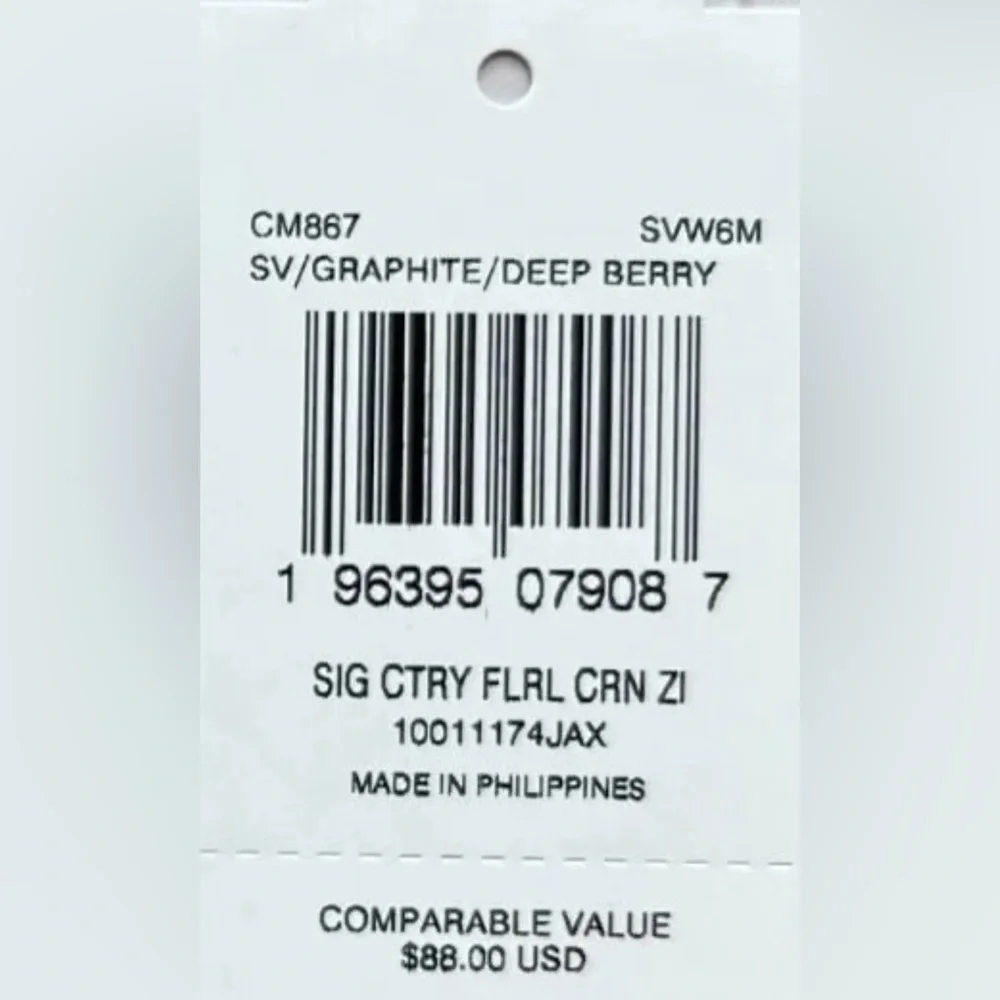 CM867 SVW6M
SV/GRAPHITE/DEEP BERRY
1 96395 07908 7
SIG CTRY FLRL CRN ZI
10011174JAX
MADE IN PHILIPPINES
COMPARABLE VALUE
$88.00 USD